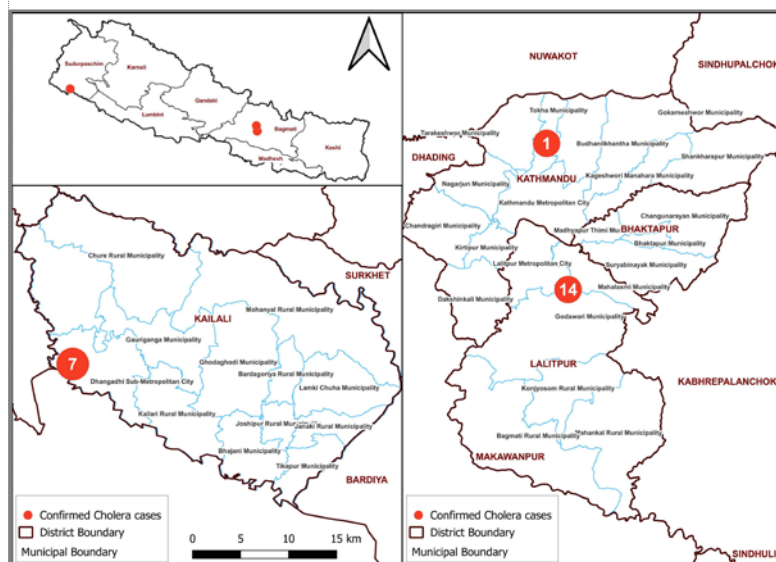 Sudurpaschim
Karnali
Gandaki
Lumbini
Bagmati
Madhesh
Koshi
Chure Rural Municipality
SURKHET
Mohanyal Rural Municipality
KAILALI
Gauriganga Municipality
Ghodaghodi Municipality
7
Bardagoriya Rural Municipality
Dhangadhi Sub-Metropolitan City
Lamki Chuha Municipality
Kailari Rural Municipality
Joshipur Rural Municipality
Janaki Rural Municipality
Bhajani Municipality
Tikapur Municipality
BARDIYA
Confirmed Cholera cases
District Boundary
Municipal Boundary
0 5 10 15 km
NUWAKOT
SINDHUPALCHOK
Tokha Municipality
Gokarneshwor Municipality
Tarakeshwor Municipality
1
Budhanilkhantha Municipality
DHADING
Shankharapur Municipality
KATHMANDU
Kageshwori Manahara Municipality
Nagarjun Municipality
Kathmandu Metropolitan City
Changunarayan Municipality
Chandragiri Municipality
Madhyapur Thimi Mu
BHAKTAPUR
Kirtipur Municipality
Bhaktapur Municipality
Lalitpur Metropolitan City
Suryabinayak Municipality
Dakshinkali Municipality
14
Mahalaxmi Municipality
Godawari Municipality
LALITPUR
KABHREPALANCHOK
Konjyosom Rural Municipality
Bagmati Rural Municipality
Mahankal Rural Municipality
MAKAWANPUR
Confirmed Cholera cases
District Boundary
Municipal Boundary
SINDHULI